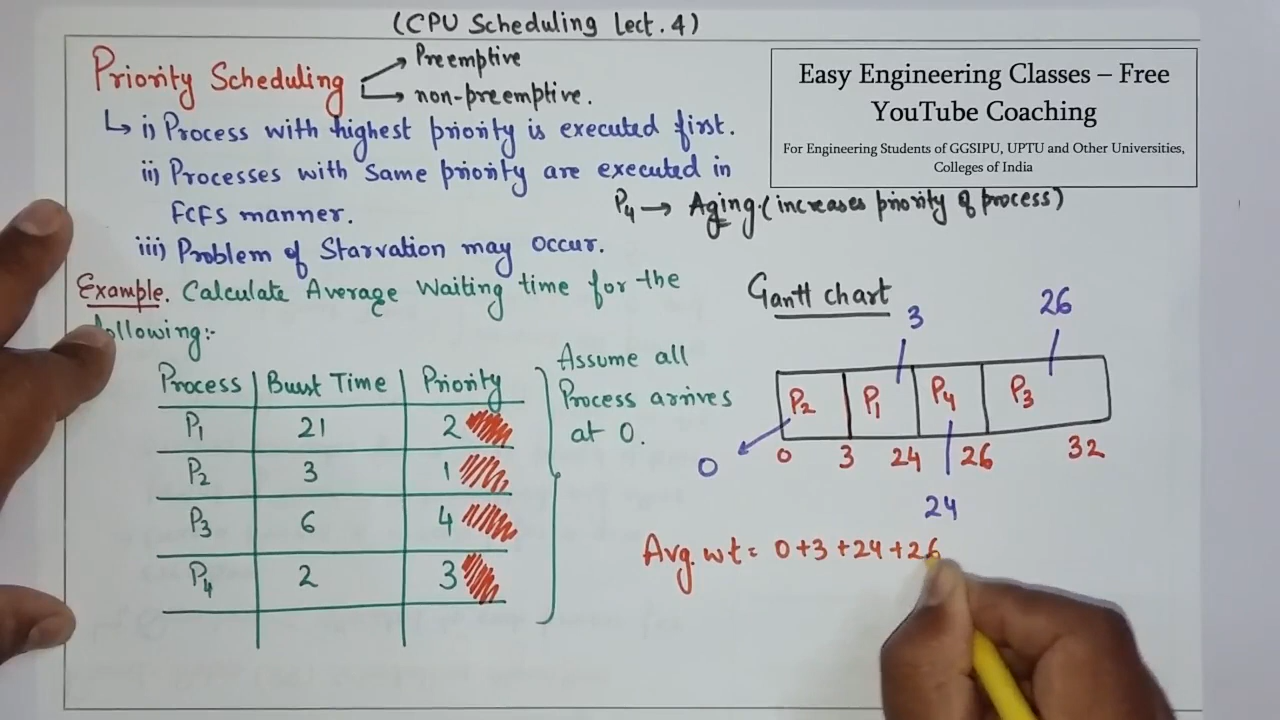 (CPU Scheduling Lect. 4)
Priority Scheduling
Preemptive
non-preemptive.
Easy Engineering Classes – Free
YouTube Coaching
For Engineering Students of GGSIPU, UPTU and Other Universities,
Colleges of India
i) Process with highest priority is executed first.
ii) Processes with Same priority are executed in
FCFS manner.
P4 → Aging. (increases priority of process)
iii) Problem of Starvation may occur.
Example. Calculate Average Waiting time for the
following:-
Process Burst Time Priority
P1 21 2
P2 3 1
P3 6 4
P4 2 3
Assume all
Process arrives
at 0.
Gantt chart
3 26
P2 P1 P4 P3
0 0 3 24 26 32
24
Avg. wt = 0+3+24+26